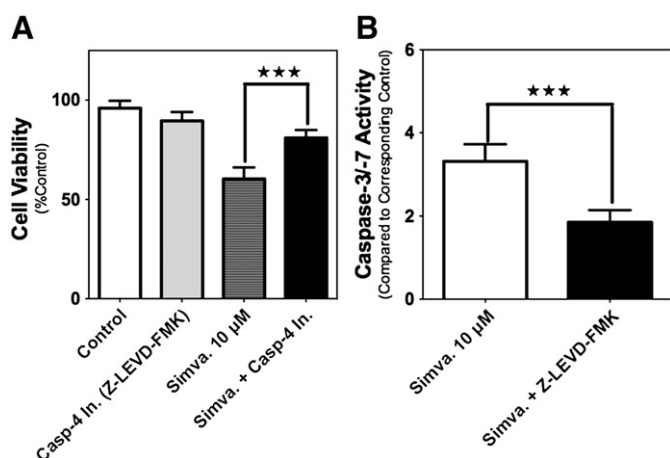 A
Cell Viability
(%Control)
100
50
0
★★★
Control
Casp-4 In. (Z-LEVD-FMK)
Simva. 10 µM
Simva. + Casp-4 In.
B
Caspase-3/-7 Activity
(Compared to Corresponding Control)
6
4
2
0
★★★
Simva. 10 µM
Simva. + Z-LEVD-FMK